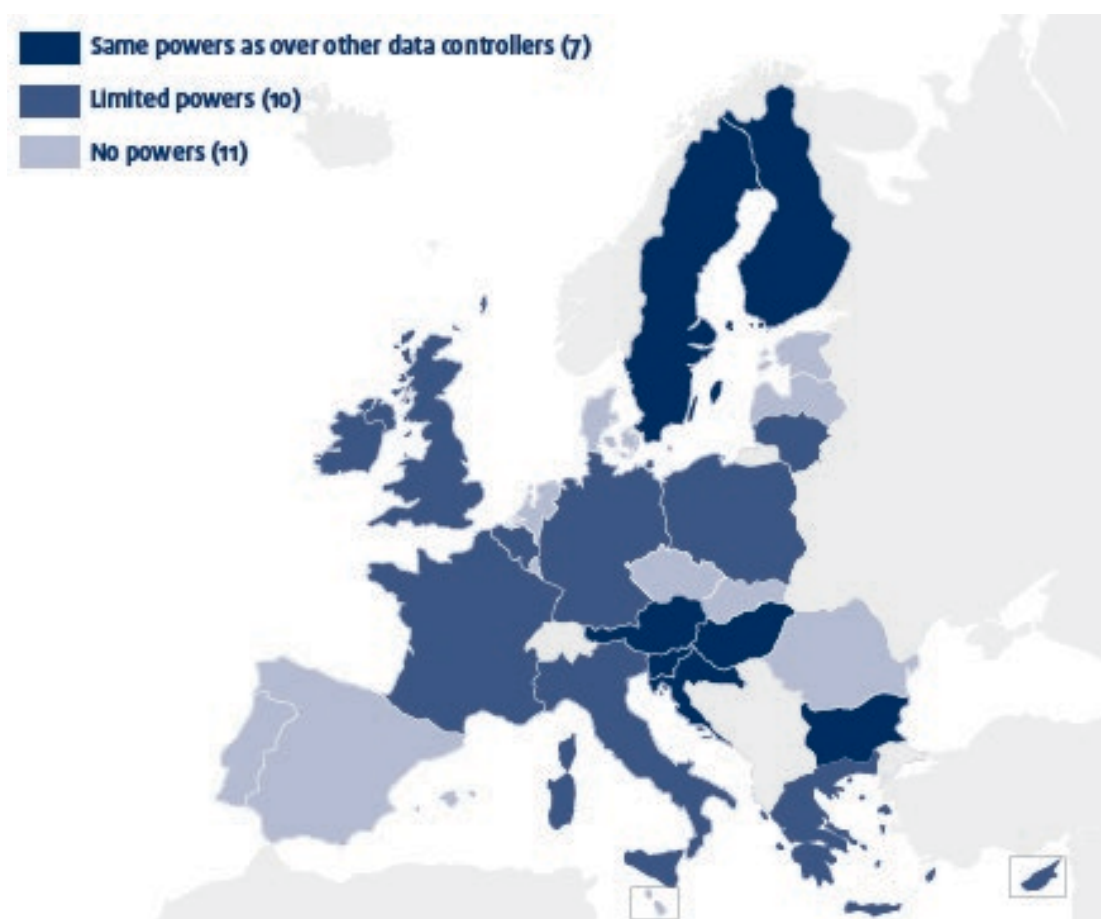 Same powers as over other data controllers (7)
Limited powers (10)
No powers (11)